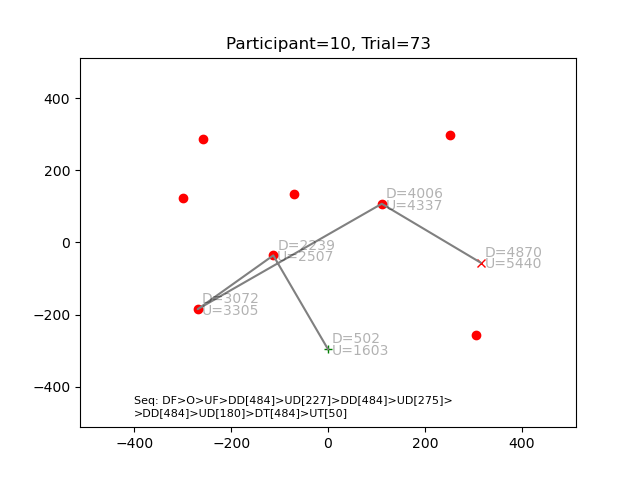 Participant=10, Trial=73
400
200
0
−200
−400
D=4006
U=4337
D=2239
U=2507
D=4870
U=5440
D=3072
U=3305
D=502
U=1603
Seq: DF>O>UF>DD[484]>UD[227]>DD[484]>UD[275]>
>DD[484]>UD[180]>DT[484]>UT[50]
−400 −200 0 200 400